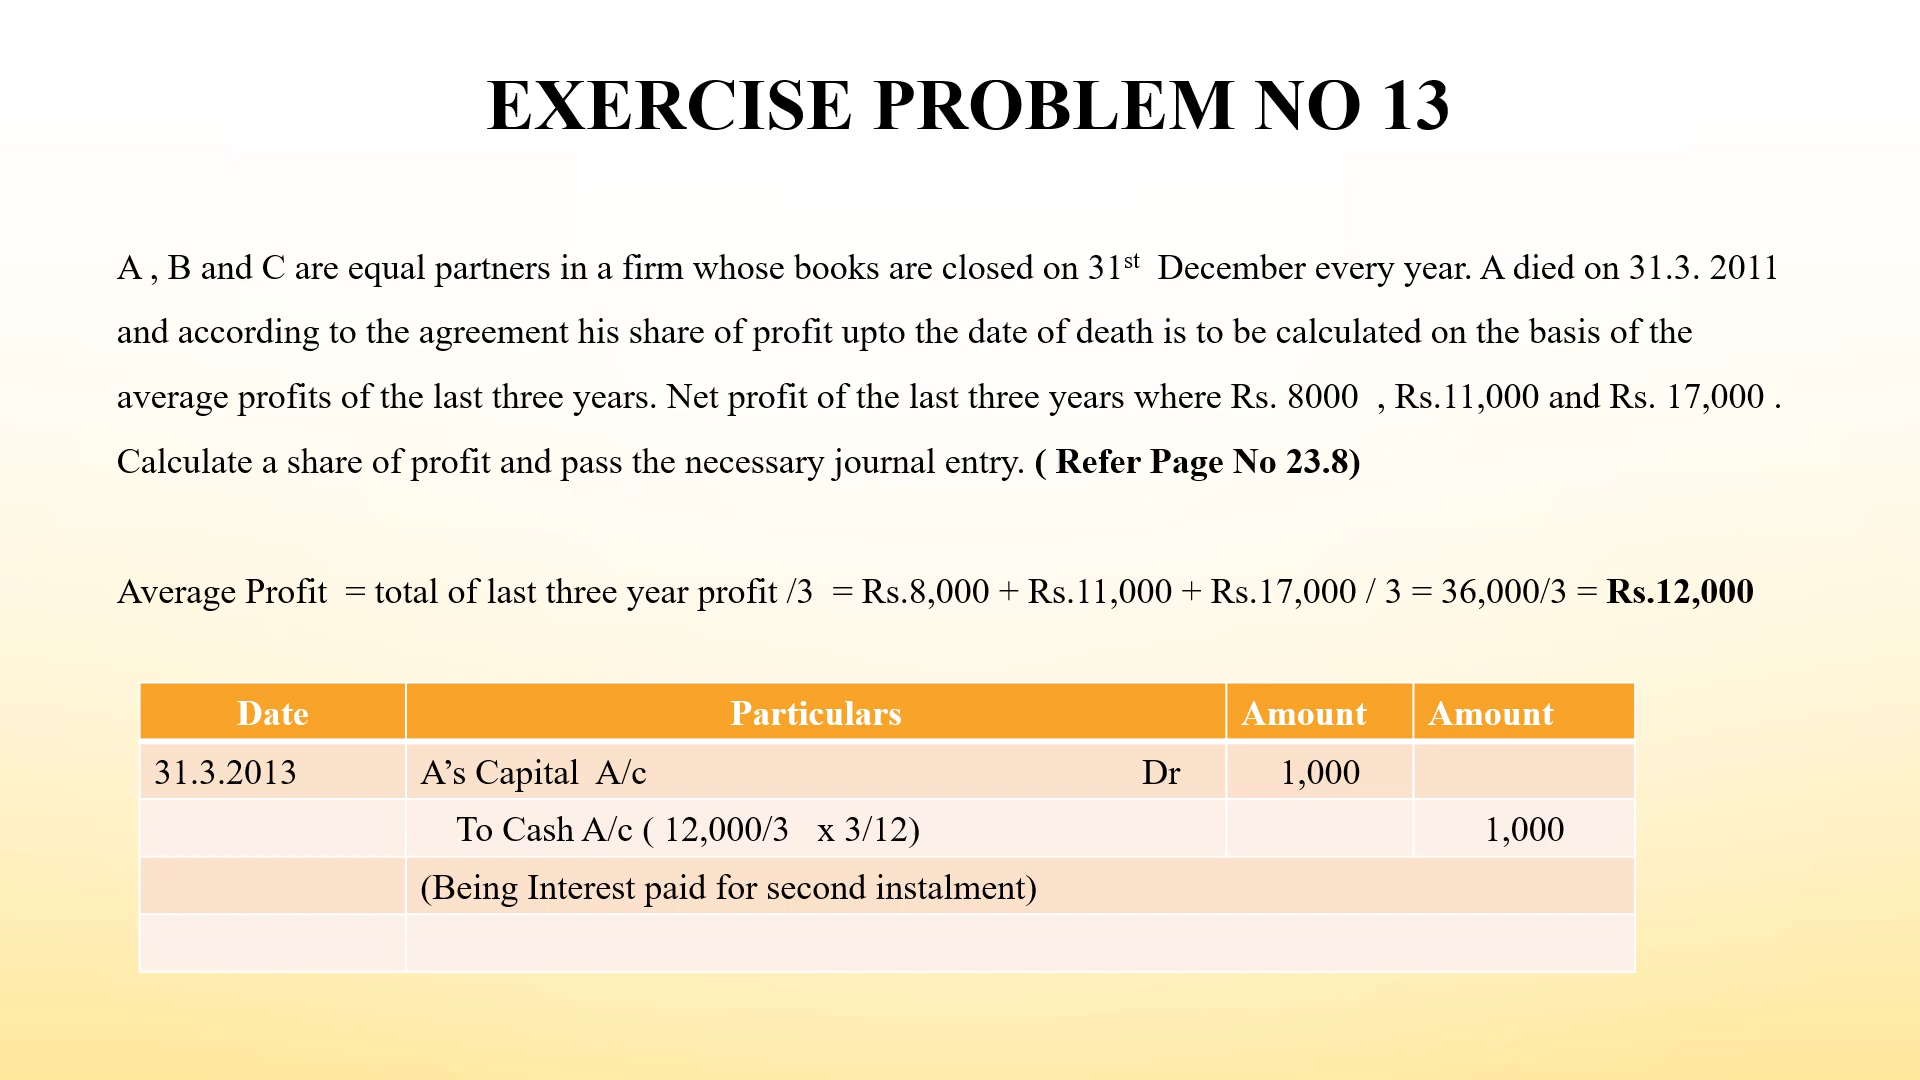 EXERCISE PROBLEM NO 13
A , B and C are equal partners in a firm whose books are closed on 31st December every year. A died on 31.3. 2011
and according to the agreement his share of profit upto the date of death is to be calculated on the basis of the
average profits of the last three years. Net profit of the last three years where Rs. 8000 , Rs.11,000 and Rs. 17,000 .
Calculate a share of profit and pass the necessary journal entry. ( Refer Page No 23.8)
Average Profit = total of last three year profit /3 = Rs.8,000 + Rs.11,000 + Rs.17,000 / 3 = 36,000/3 = Rs.12,000
Date Particulars Amount Amount
31.3.2013 A’s Capital A/c Dr 1,000
To Cash A/c ( 12,000/3 x 3/12) 1,000
(Being Interest paid for second instalment)